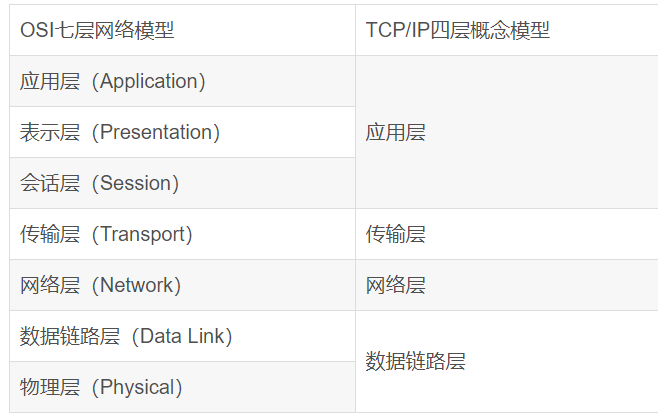 OSI七层网络模型 TCP/IP四层概念模型
应用层（Application）
表示层（Presentation） 应用层
会话层（Session）
传输层（Transport） 传输层
网络层（Network） 网络层
数据链路层（Data Link）
数据链路层
物理层（Physical）